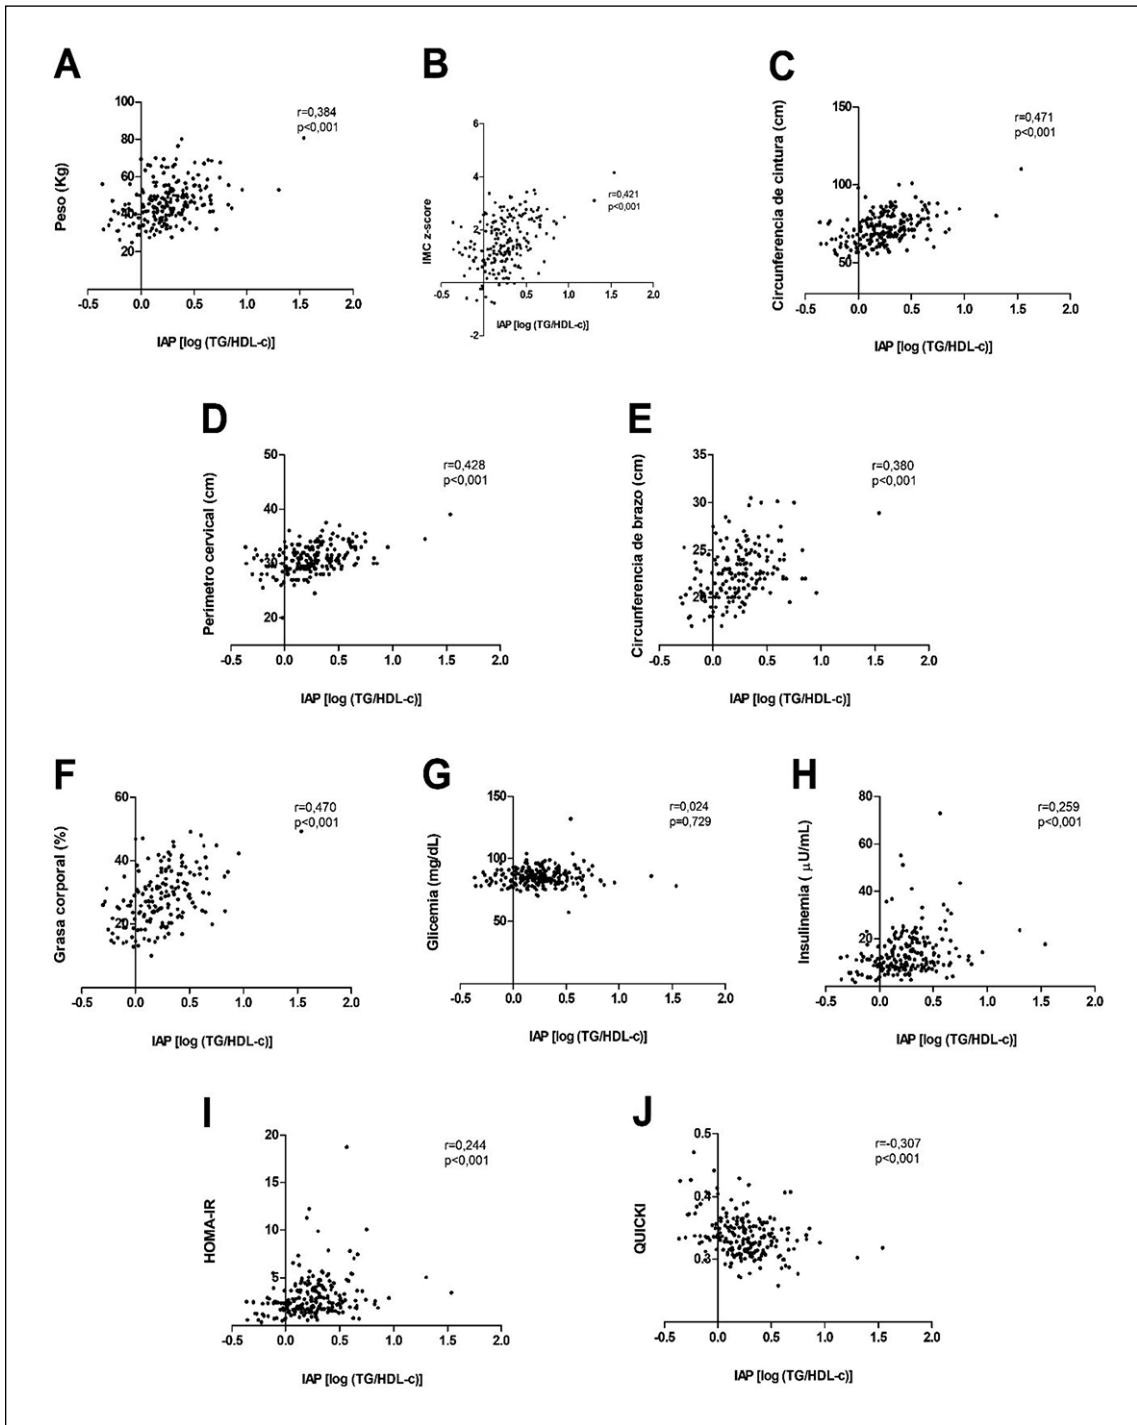 A
Peso (Kg)
100
80
60
40
20
-0.5 0.0 0.5 1.0 1.5 2.0
IAP [log (TG/HDL-c)]
r=0,384
p<0,001
B
IMC z-score
6
4
2
0
-2
-0.5 0.0 0.5 1.0 1.5 2.0
IAP [log (TG/HDL-c)]
r=0,421
p<0,001
C
Circunferencia de cintura (cm)
150
100
50
-0.5 0.0 0.5 1.0 1.5 2.0
IAP [log (TG/HDL-c)]
r=0,471
p<0,001
D
Perímetro cervical (cm)
50
40
30
20
-0.5 0.0 0.5 1.0 1.5 2.0
IAP [log (TG/HDL-c)]
r=0,428
p<0,001
E
Circunferencia de brazo (cm)
35
30
25
20
-0.5 0.0 0.5 1.0 1.5 2.0
IAP [log (TG/HDL-c)]
r=0,380
p<0,001
F
Grasa corporal (%)
60
40
20
-0.5 0.0 0.5 1.0 1.5 2.0
IAP [log (TG/HDL-c)]
r=0,470
p<0,001
G
Glicemia (mg/dL)
150
100
50
-0.5 0.0 0.5 1.0 1.5 2.0
IAP [log (TG/HDL-c)]
r=0,024
p=0,729
H
Insulinemia ( μU/mL)
80
60
40
20
-0.5 0.0 0.5 1.0 1.5 2.0
IAP [log (TG/HDL-c)]
r=0,259
p<0,001
I
HOMA-IR
20
15
10
5
-0.5 0.0 0.5 1.0 1.5 2.0
IAP [log (TG/HDL-c)]
r=0,244
p<0,001
J
QUICKI
0.5
0.4
0.3
-0.5 0.0 0.5 1.0 1.5 2.0
IAP [log (TG/HDL-c)]
r=-0,307
p<0,001